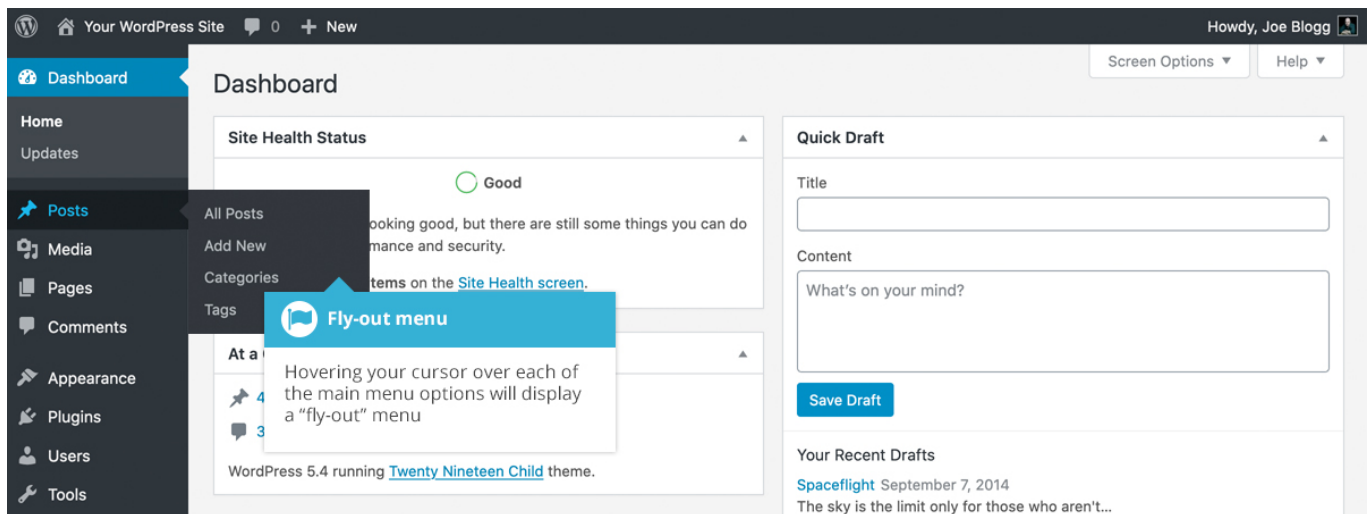 Your WordPress Site 0 + New Howdy, Joe Blogg
Dashboard
Home
Updates
Posts
Media
Pages
Comments
Appearance
Plugins
Users
Tools
All Posts
Add New
Categories
Tags
Screen Options ▼ Help ▼
Dashboard
Site Health Status
Good
ooking good, but there are still some things you can do
mance and security.
tems on the Site Health screen.
Fly-out menu
Hovering your cursor over each of
the main menu options will display
a “fly-out” menu
At a
4
3
WordPress 5.4 running Twenty Nineteen Child theme.
Quick Draft
Title
Content
What's on your mind?
Save Draft
Your Recent Drafts
Spaceflight September 7, 2014
The sky is the limit only for those who aren't...